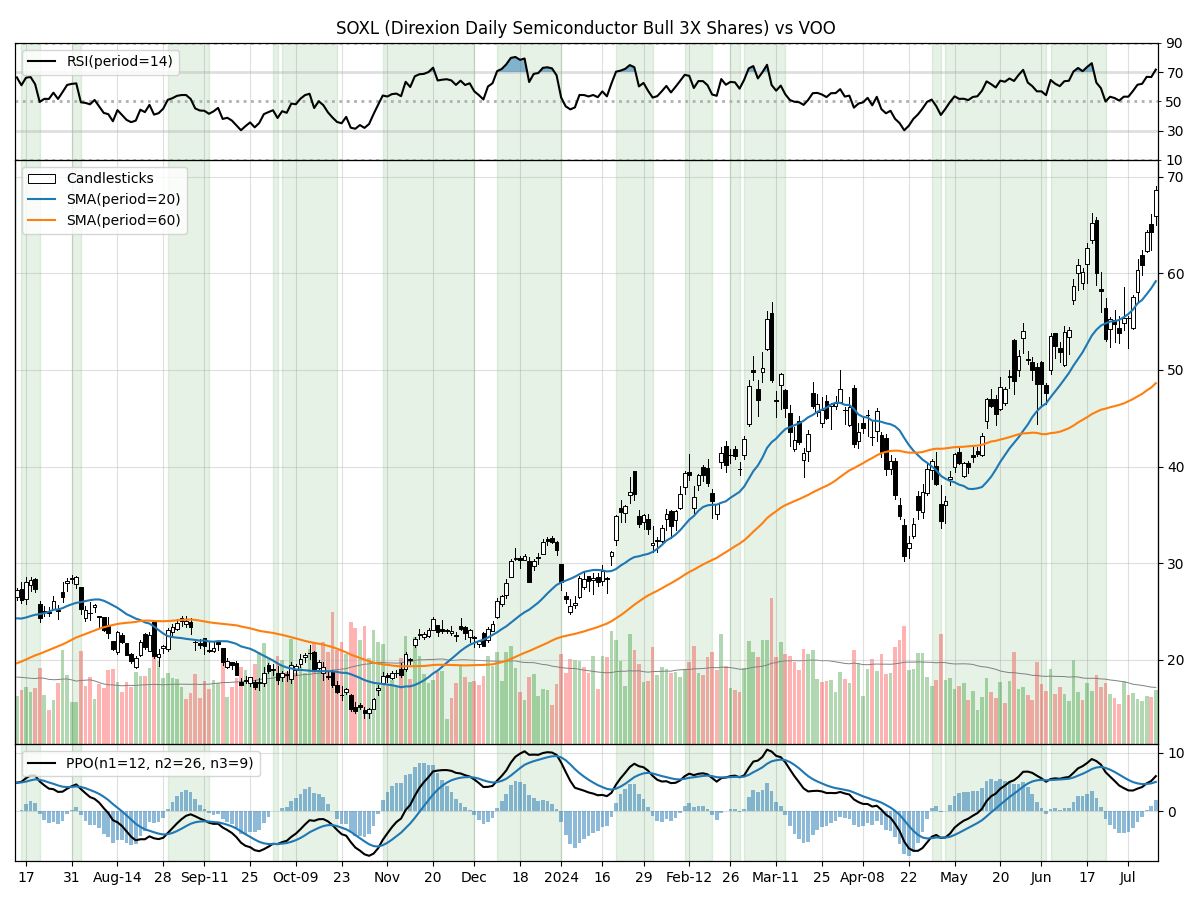 SOXL (Direxion Daily Semiconductor Bull 3X Shares) vs VOO
RSI(period=14)
90
70
50
30
10
Candlesticks
SMA(period=20)
SMA(period=60)
70
60
50
40
30
20
PPO(n1=12, n2=26, n3=9)
10
0
17 31 Aug-14 28 Sep-11 25 Oct-09 23 Nov 20 Dec 18 2024 16 29 Feb-12 26 Mar-11 25 Apr-08 22 May 20 Jun 17 Jul